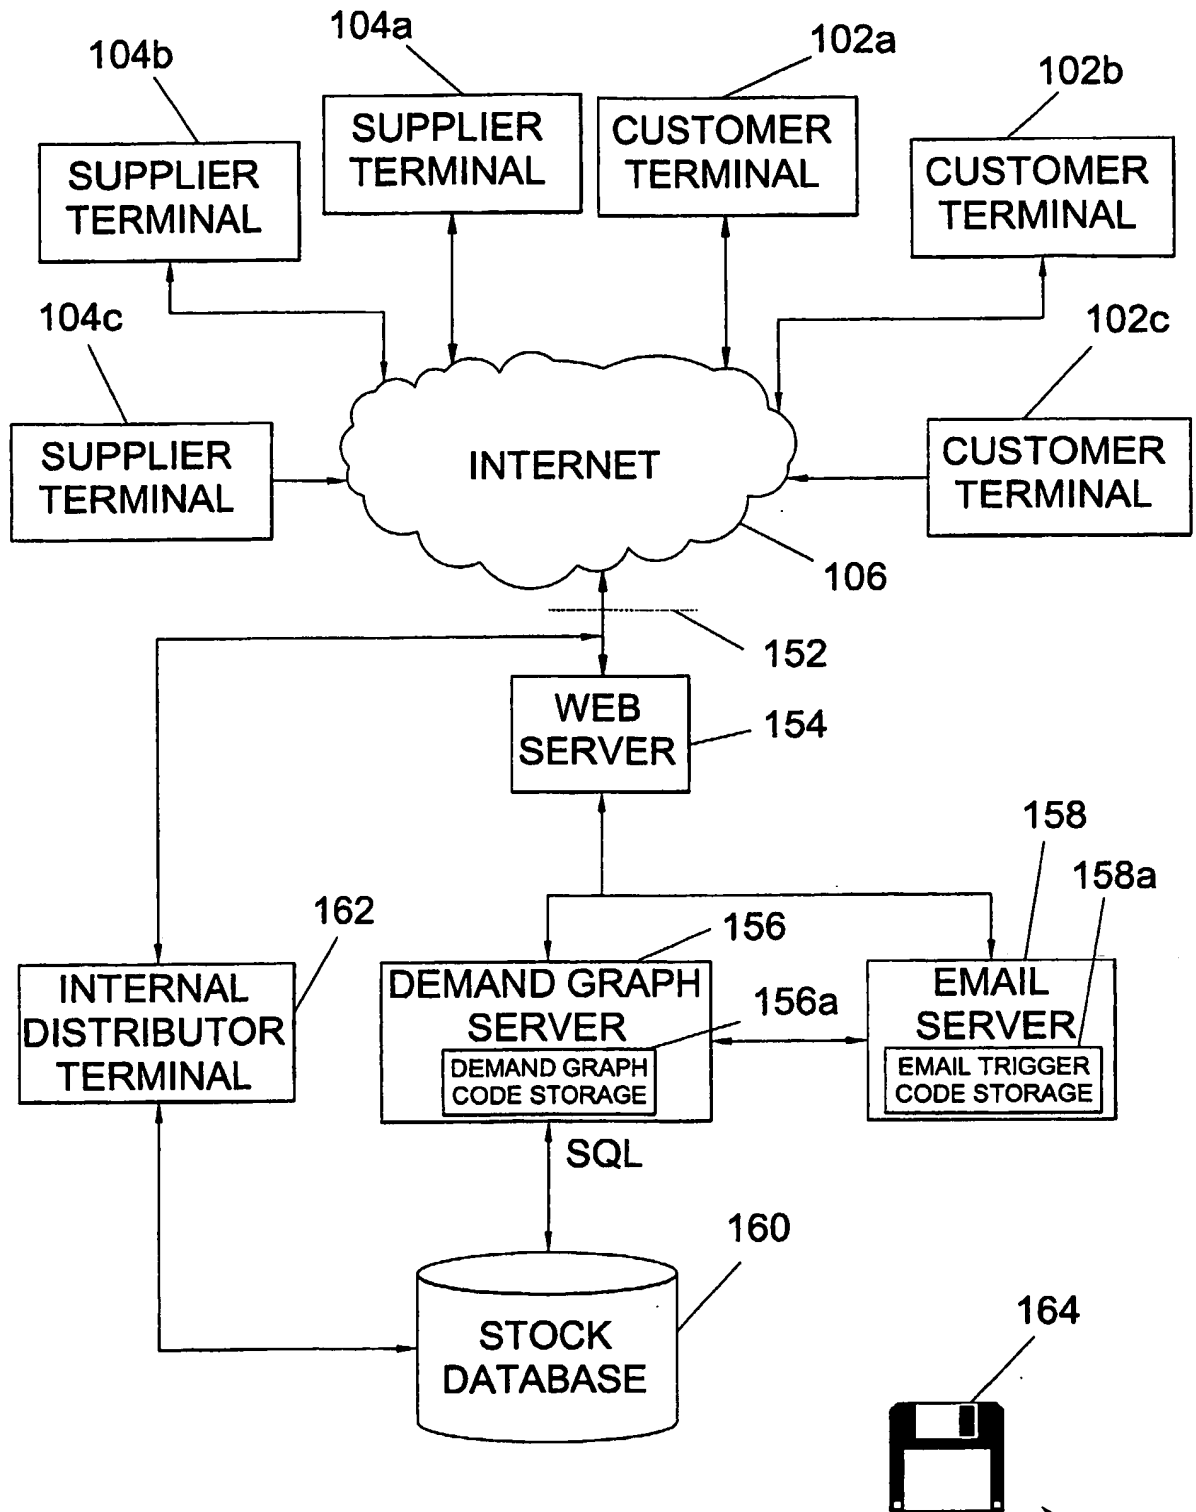 104b
104a
102a
102b
SUPPLIER
TERMINAL
SUPPLIER
TERMINAL
CUSTOMER
TERMINAL
CUSTOMER
TERMINAL
104c
102c
SUPPLIER
TERMINAL
INTERNET
CUSTOMER
TERMINAL
106
152
WEB
SERVER
154
158
158a
162
156
INTERNAL
DISTRIBUTOR
TERMINAL
DEMAND GRAPH
SERVER
156a
DEMAND GRAPH
CODE STORAGE
EMAIL
SERVER
EMAIL TRIGGER
CODE STORAGE
SQL
160
STOCK
DATABASE
164